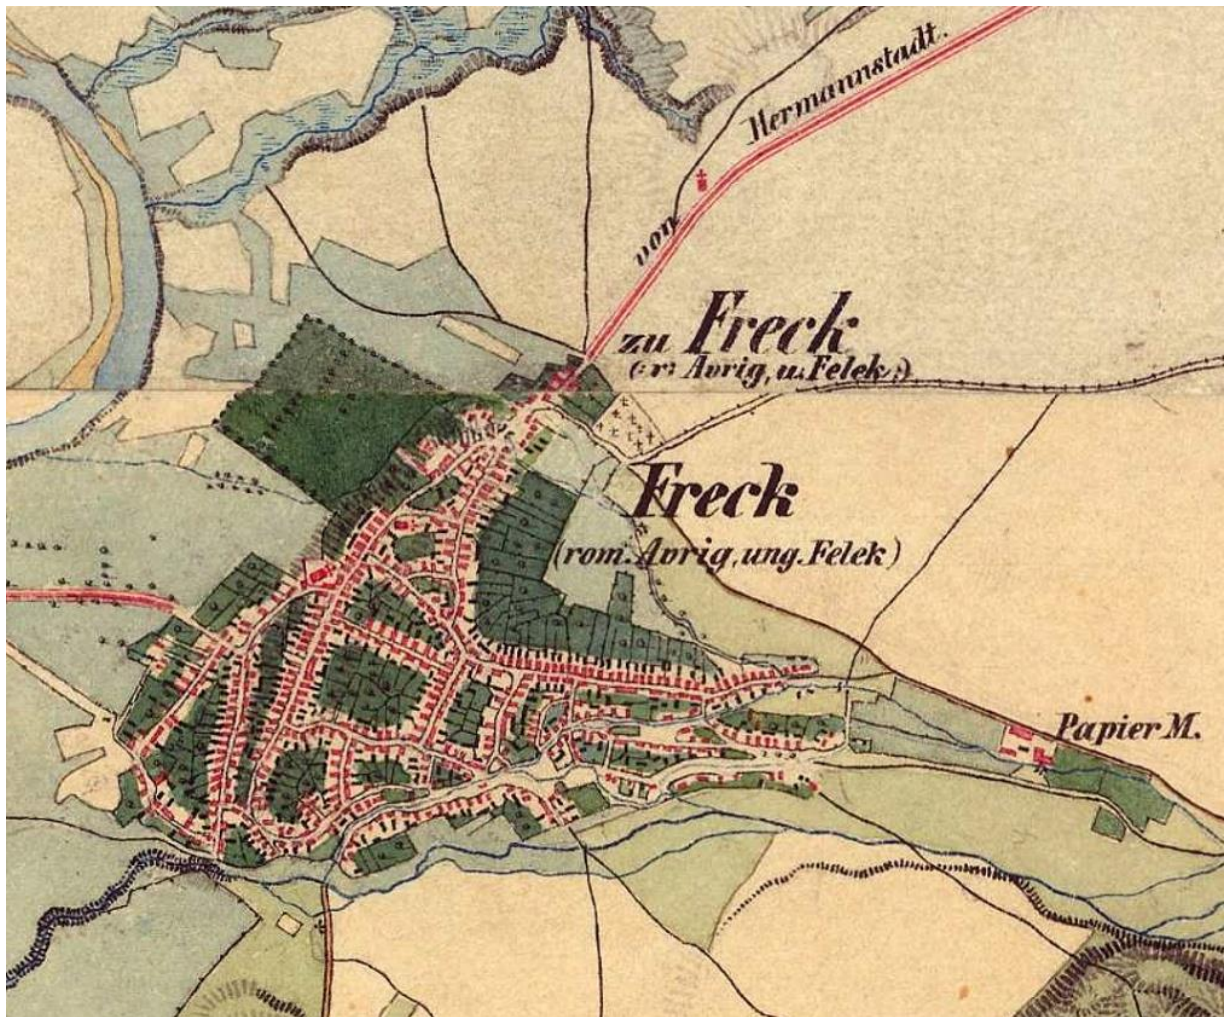 von Hermannstadt.
zu Freck
(: r: Avrig, u. Felek :)
Freck
(rom. Avrig, ung. Felek)
Papier M.